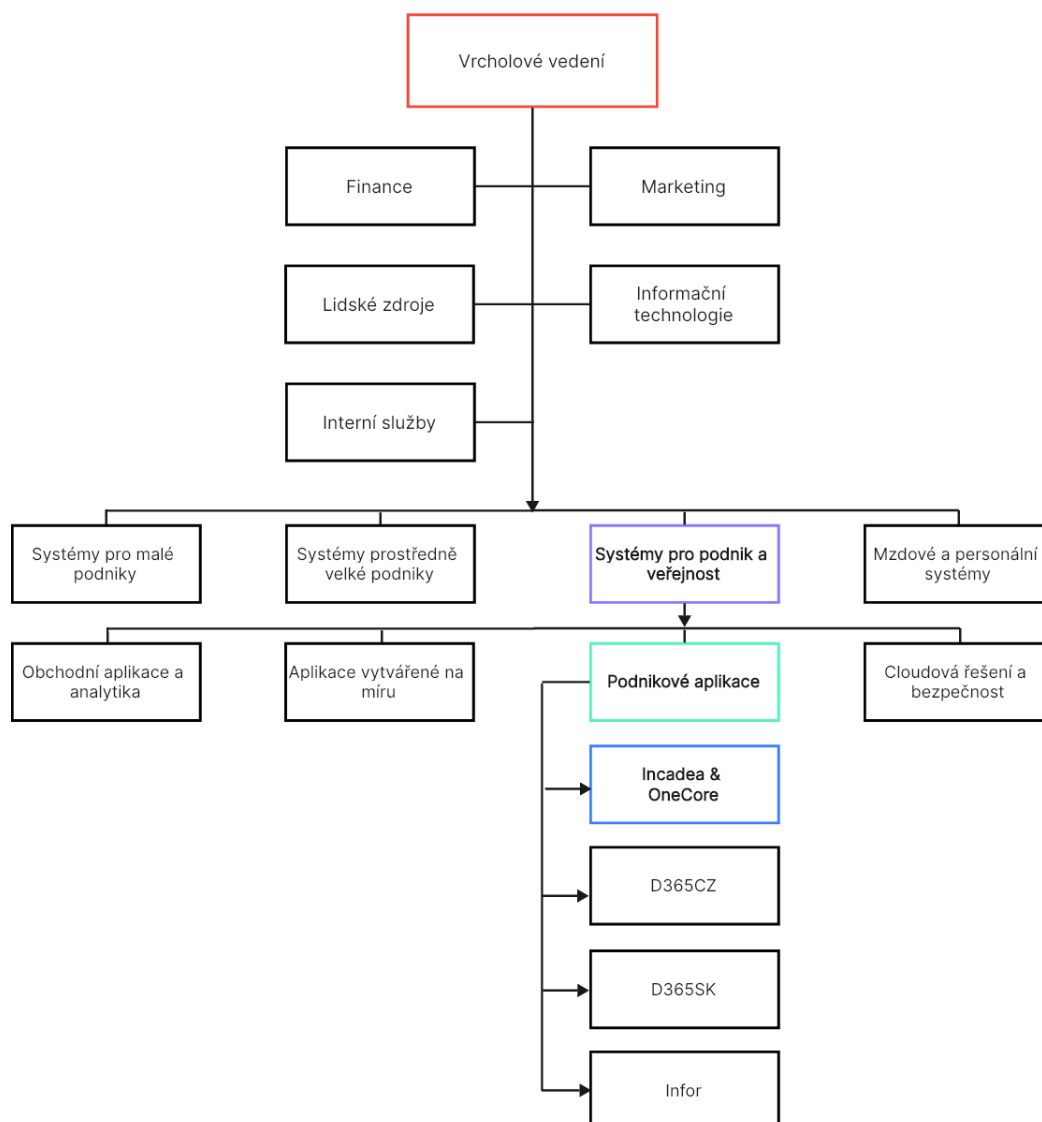 Vrcholové vedení
Finance
Marketing
Lidské zdroje
Informační
technologie
Interní služby
Systémy pro malé
podniky
Systémy prostředně
velké podniky
Systémy pro podnik a
veřejnost
Mzdové a personální
systémy
Obchodní aplikace a
analytika
Aplikace vytvářené na
míru
Podnikové aplikace
Cloudová řešení a
bezpečnost
Incadea &
OneCore
D365CZ
D365SK
Infor